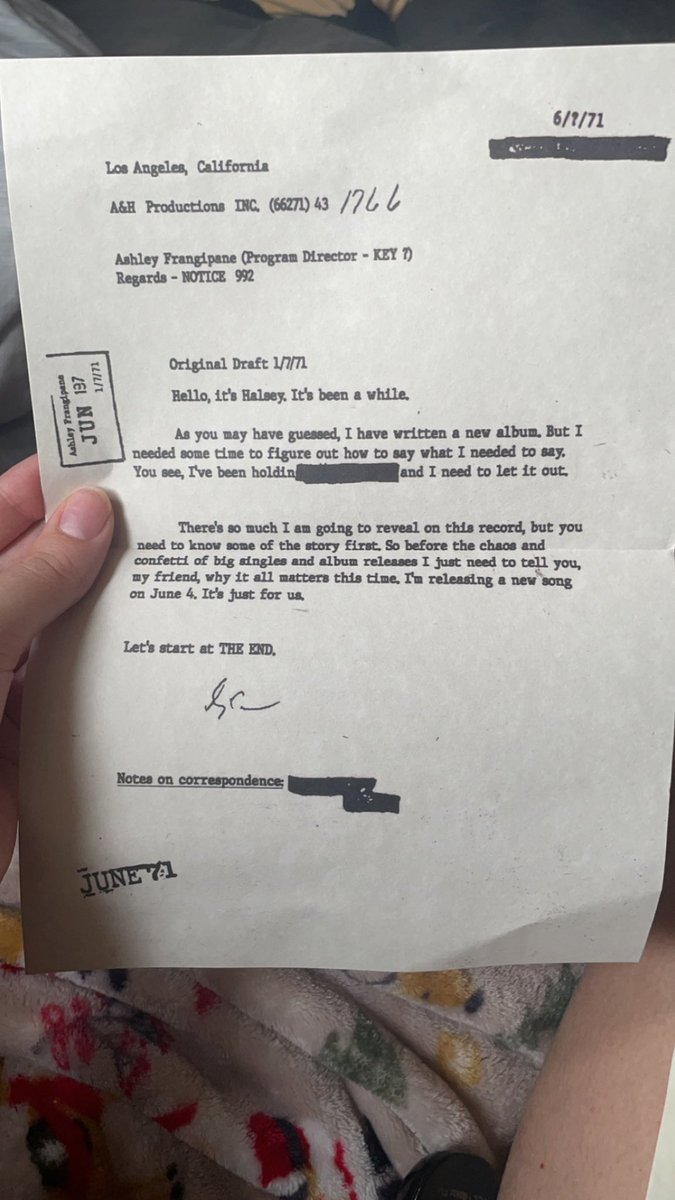 6/?/71
Los Angeles, California
A&H Productions INC. (66271) 43 1766
Ashley Frangipane (Program Director - KEY ?)
Regards - NOTICE 992
Ashley Frangipane
JUN 137
1/7/71
Original Draft 1/7/71
Hello, it's Halsey. It's been a while.
As you may have guessed, I have written a new album. But I
needed some time to figure out how to say what I needed to say.
You see, I've been holdin and I need to let it out.
There's so much I am going to reveal on this record, but you
need to know some of the story first. So before the chaos and
confetti of big singles and album releases I just need to tell you,
my friend, why it all matters this time. I'm releasing a new song
on June 4. It's just for us.
Let's start at THE END.
Notes on correspondence:
JUNE 71